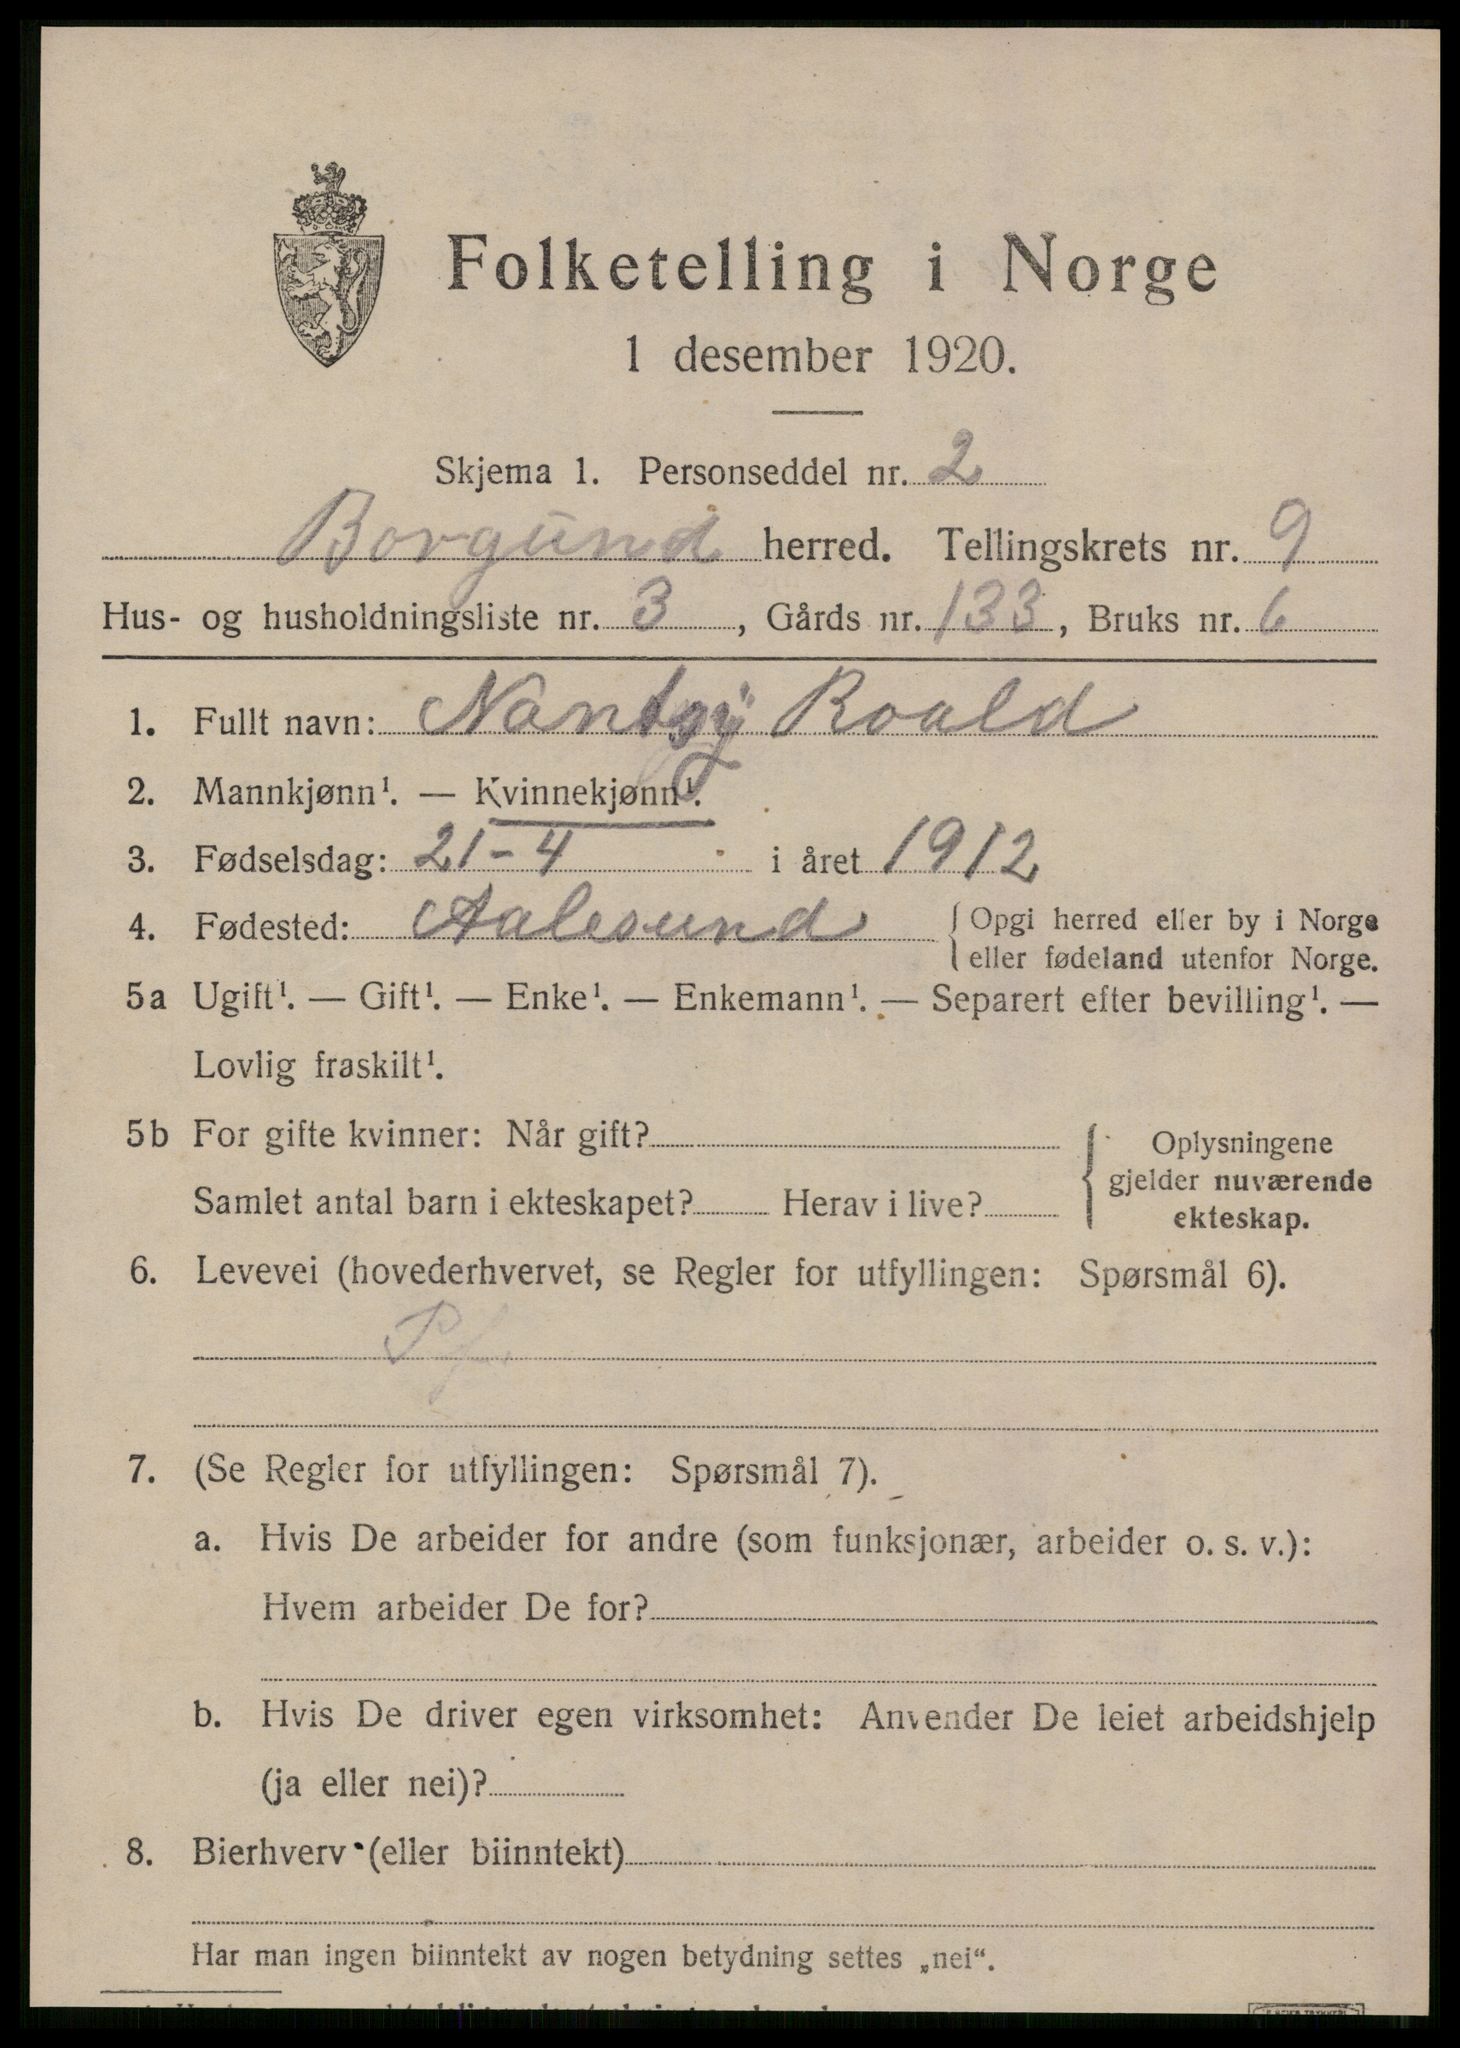 Folketelling i Norge
1 desember 1920.
Skjema 1. Personseddel nr. 2
Borgund herred. Tellingskrets nr. 9
Hus- og husholdningsliste nr. 3, Gårds nr. 133, Bruks nr. 6
1. Fullt navn: Roald
2. Mannkjønn¹. — Kvinnekjønn¹.
3. Fødselsdag: 21-4 i året 1912
4. Fødested: Aalesund { Opgi herred eller by i Norge
eller fødeland utenfor Norge.
5a Ugift¹. — Gift¹. — Enke¹. — Enkemann¹. — Separert efter bevilling¹. —
Lovlig fraskilt¹.
5b For gifte kvinner: Når gift?
Samlet antal barn i ekteskapet? Herav i live?
{ Oplysningene
gjelder nuværende
ekteskap.
6. Levevei (hovederhvervet, se Regler for utfyllingen: Spørsmål 6).
7. (Se Regler for utfyllingen: Spørsmål 7).
a. Hvis De arbeider for andre (som funksjonær, arbeider o. s. v.):
Hvem arbeider De for?
b. Hvis De driver egen virksomhet: Anvender De leiet arbeidshjelp
(ja eller nei)?
8. Bierhverv (eller biinntekt)
Har man ingen biinntekt av nogen betydning settes „nei“.